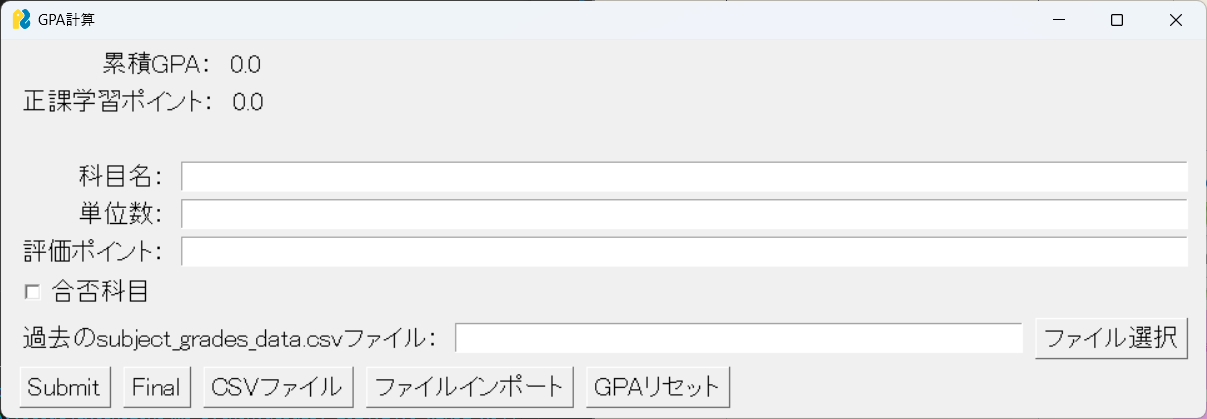 GPA計算
累積GPA： 0.0
正課学習ポイント： 0.0
科目名：
単位数：
評価ポイント：
合否科目
過去のsubject_grades_data.csvファイル： ファイル選択
Submit Final CSVファイル ファイルインポート GPAリセット